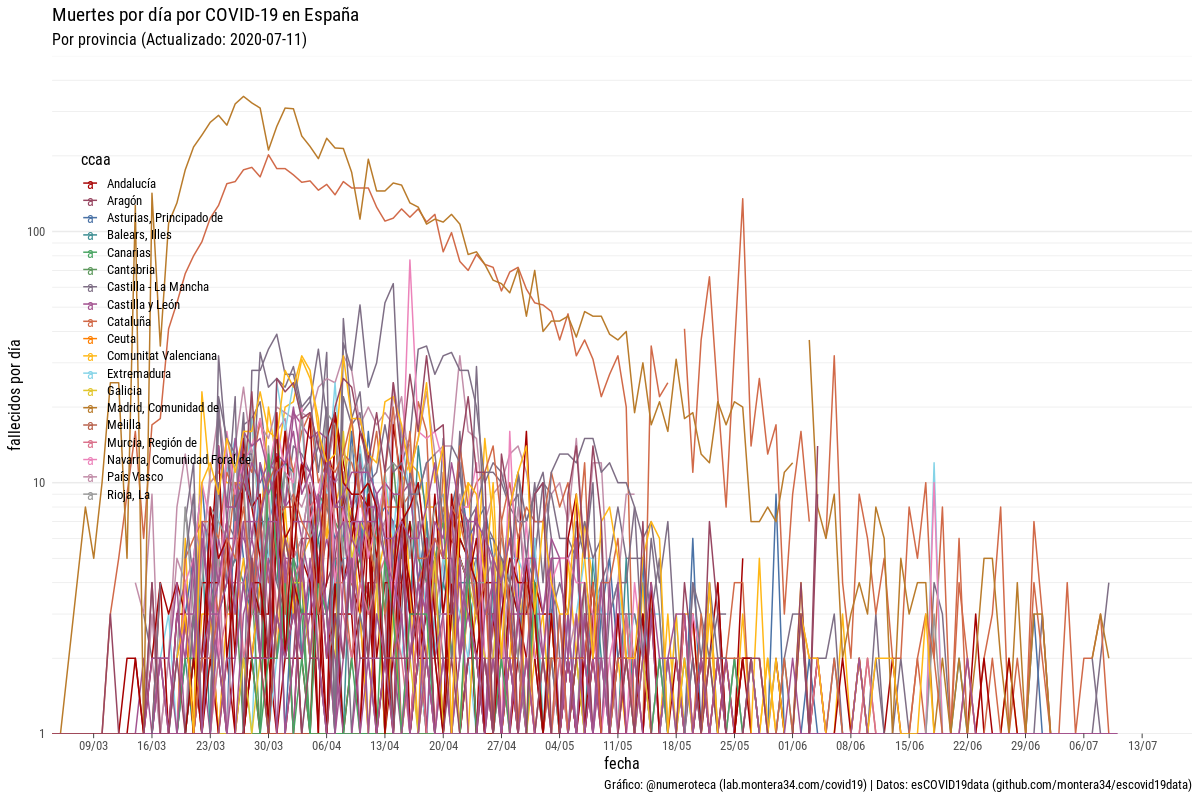 Muertes por día por COVID-19 en España
Por provincia (Actualizado: 2020-07-11)
fallecidos por día
100
10
1
ccaa
Andalucía
Aragón
Asturias, Principado de
Balears, Illes
Canarias
Cantabria
Castilla - La Mancha
Castilla y León
Cataluña
Ceuta
Comunitat Valenciana
Extremadura
Galicia
Madrid, Comunidad de
Melilla
Murcia, Región de
Navarra, Comunidad Foral de
País Vasco
Rioja, La
09/03 16/03 23/03 30/03 06/04 13/04 20/04 27/04 04/05 11/05 18/05 25/05 01/06 08/06 15/06 22/06 29/06 06/07 13/07
fecha
Gráfico: @numeroteca (lab.montera34.com/covid19) | Datos: esCOVID19data (github.com/montera34/escovid19data)